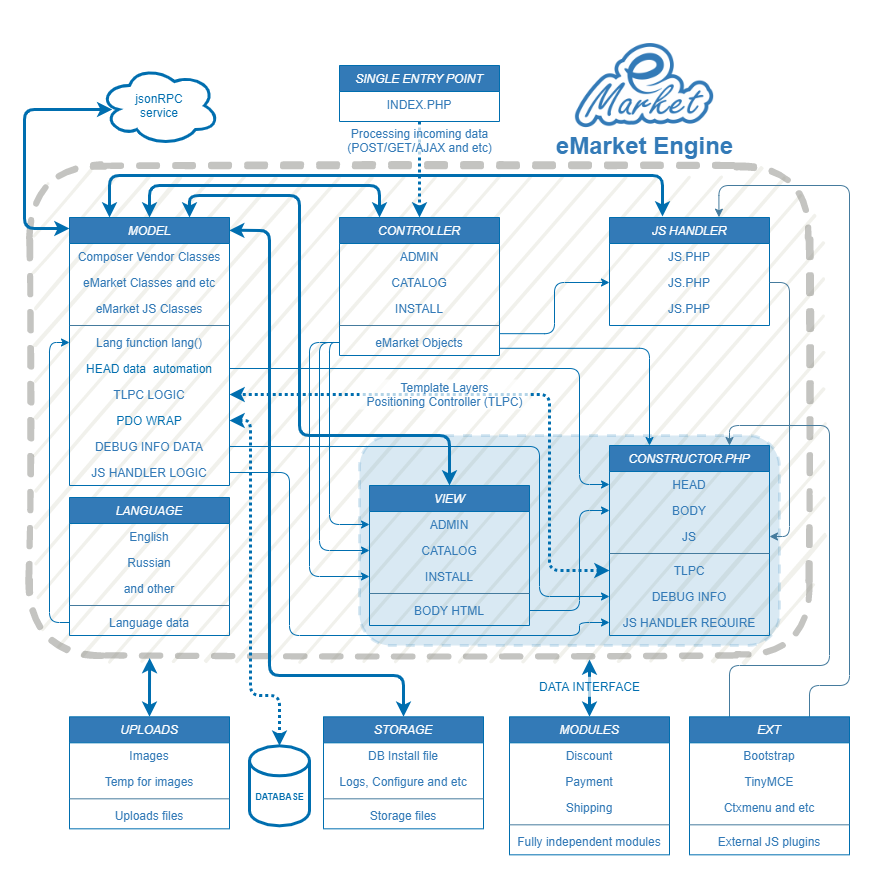 jsonRPC
service
SINGLE ENTRY POINT
INDEX.PHP
Processing incoming data
(POST/GET/AJAX and etc)
e
Market
eMarket Engine
MODEL
Composer Vendor Classes
eMarket Classes and etc
eMarket JS Classes
Lang function lang()
HEAD data automation
TLPC LOGIC
PDO WRAP
DEBUG INFO DATA
JS HANDLER LOGIC
CONTROLLER
ADMIN
CATALOG
INSTALL
eMarket Objects
JS HANDLER
JS.PHP
JS.PHP
JS.PHP
Template Layers
Positioning Controller (TLPC)
LANGUAGE
English
Russian
and other
Language data
VIEW
ADMIN
CATALOG
INSTALL
BODY HTML
CONSTRUCTOR.PHP
HEAD
BODY
JS
TLPC
DEBUG INFO
JS HANDLER REQUIRE
DATA INTERFACE
UPLOADS
Images
Temp for images
Uploads files
DATABASE
STORAGE
DB Install file
Logs, Configure and etc
Storage files
MODULES
Discount
Payment
Shipping
Fully independent modules
EXT
Bootstrap
TinyMCE
Ctxmenu and etc
External JS plugins